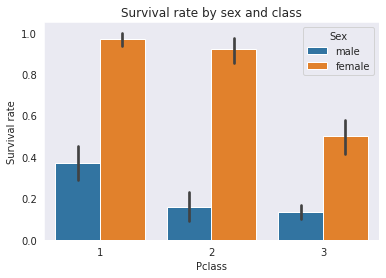 Survival rate by sex and class
Survival rate
1.0
0.8
0.6
0.4
0.2
0.0
Sex
male
female
1
2
3
Pclass